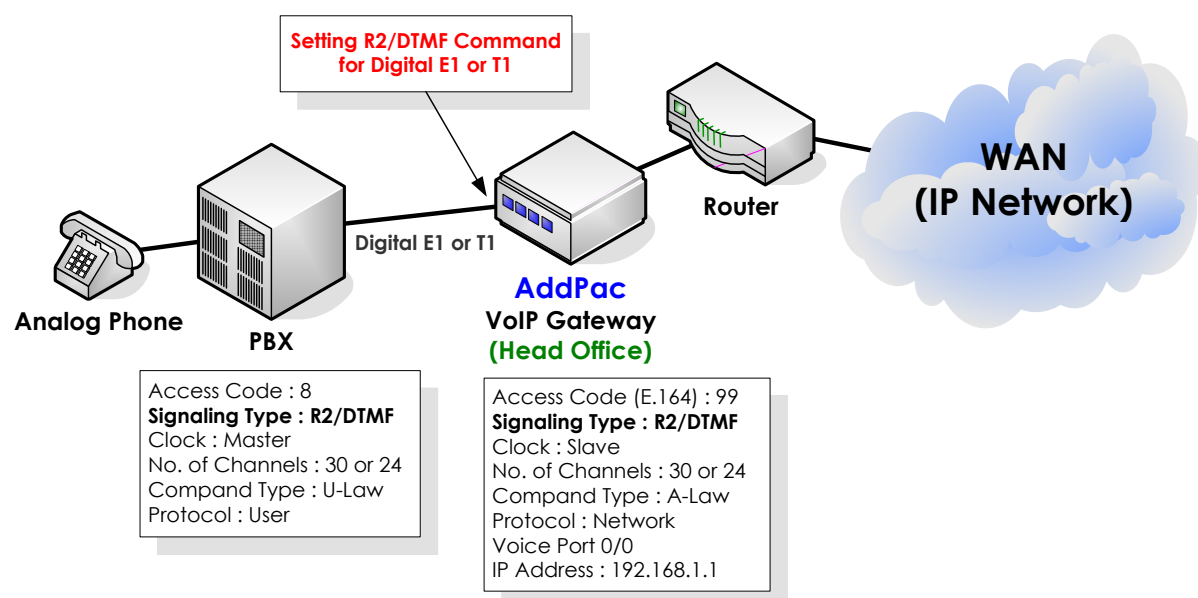 Setting R2/DTMF Command
for Digital E1 or T1
WAN
(IP Network)
Router
Digital E1 or T1
Analog Phone
PBX
AddPac
VoIP Gateway
(Head Office)
Access Code : 8
Signaling Type : R2/DTMF
Clock : Master
No. of Channels : 30 or 24
Compand Type : U-Law
Protocol : User
Access Code (E.164) : 99
Signaling Type : R2/DTMF
Clock : Slave
No. of Channels : 30 or 24
Compand Type : A-Law
Protocol : Network
Voice Port 0/0
IP Address : 192.168.1.1